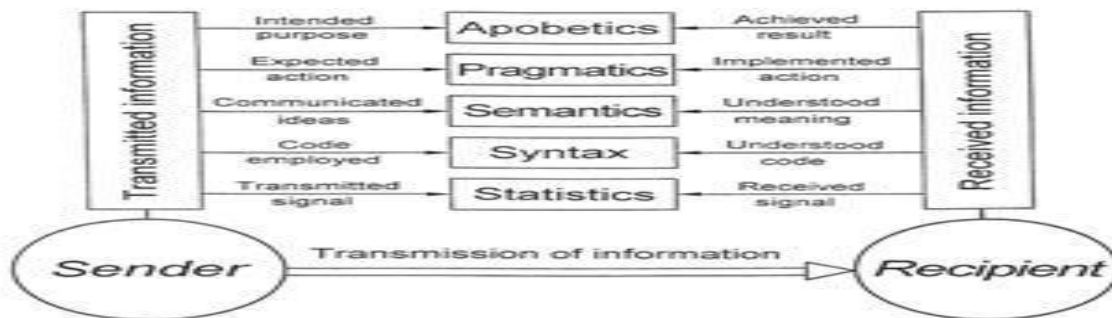 Transmitted information
Intended purpose
Apobetics
Achieved result
Expected action
Pragmatics
Implemented action
Communicated ideas
Semantics
Understood meaning
Code employed
Syntax
Understood code
Transmitted signal
Statistics
Received signal
Received information
Sender
Transmission of information
Recipient